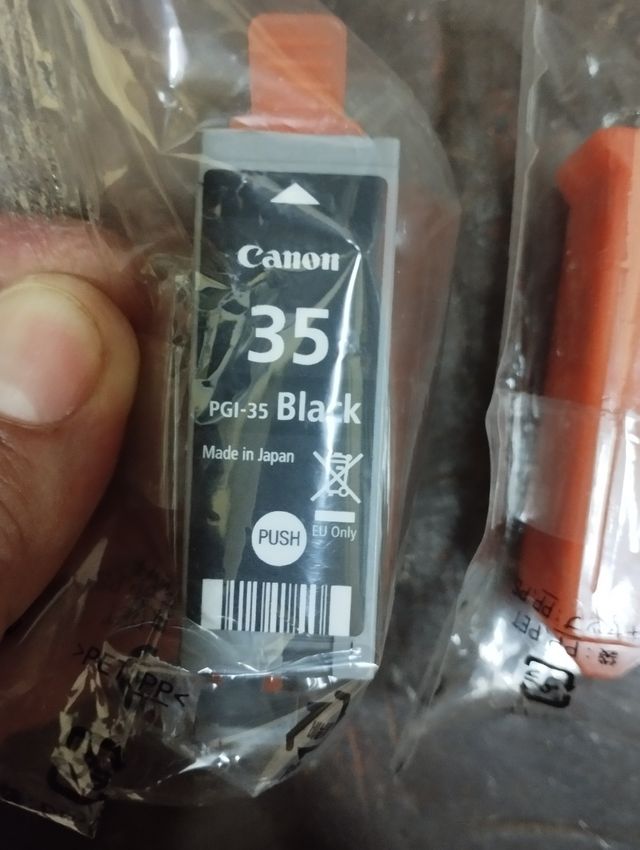 Canon
35
PGI-35 Black
Made in Japan
EU Only
PUSH
>PET, PP<